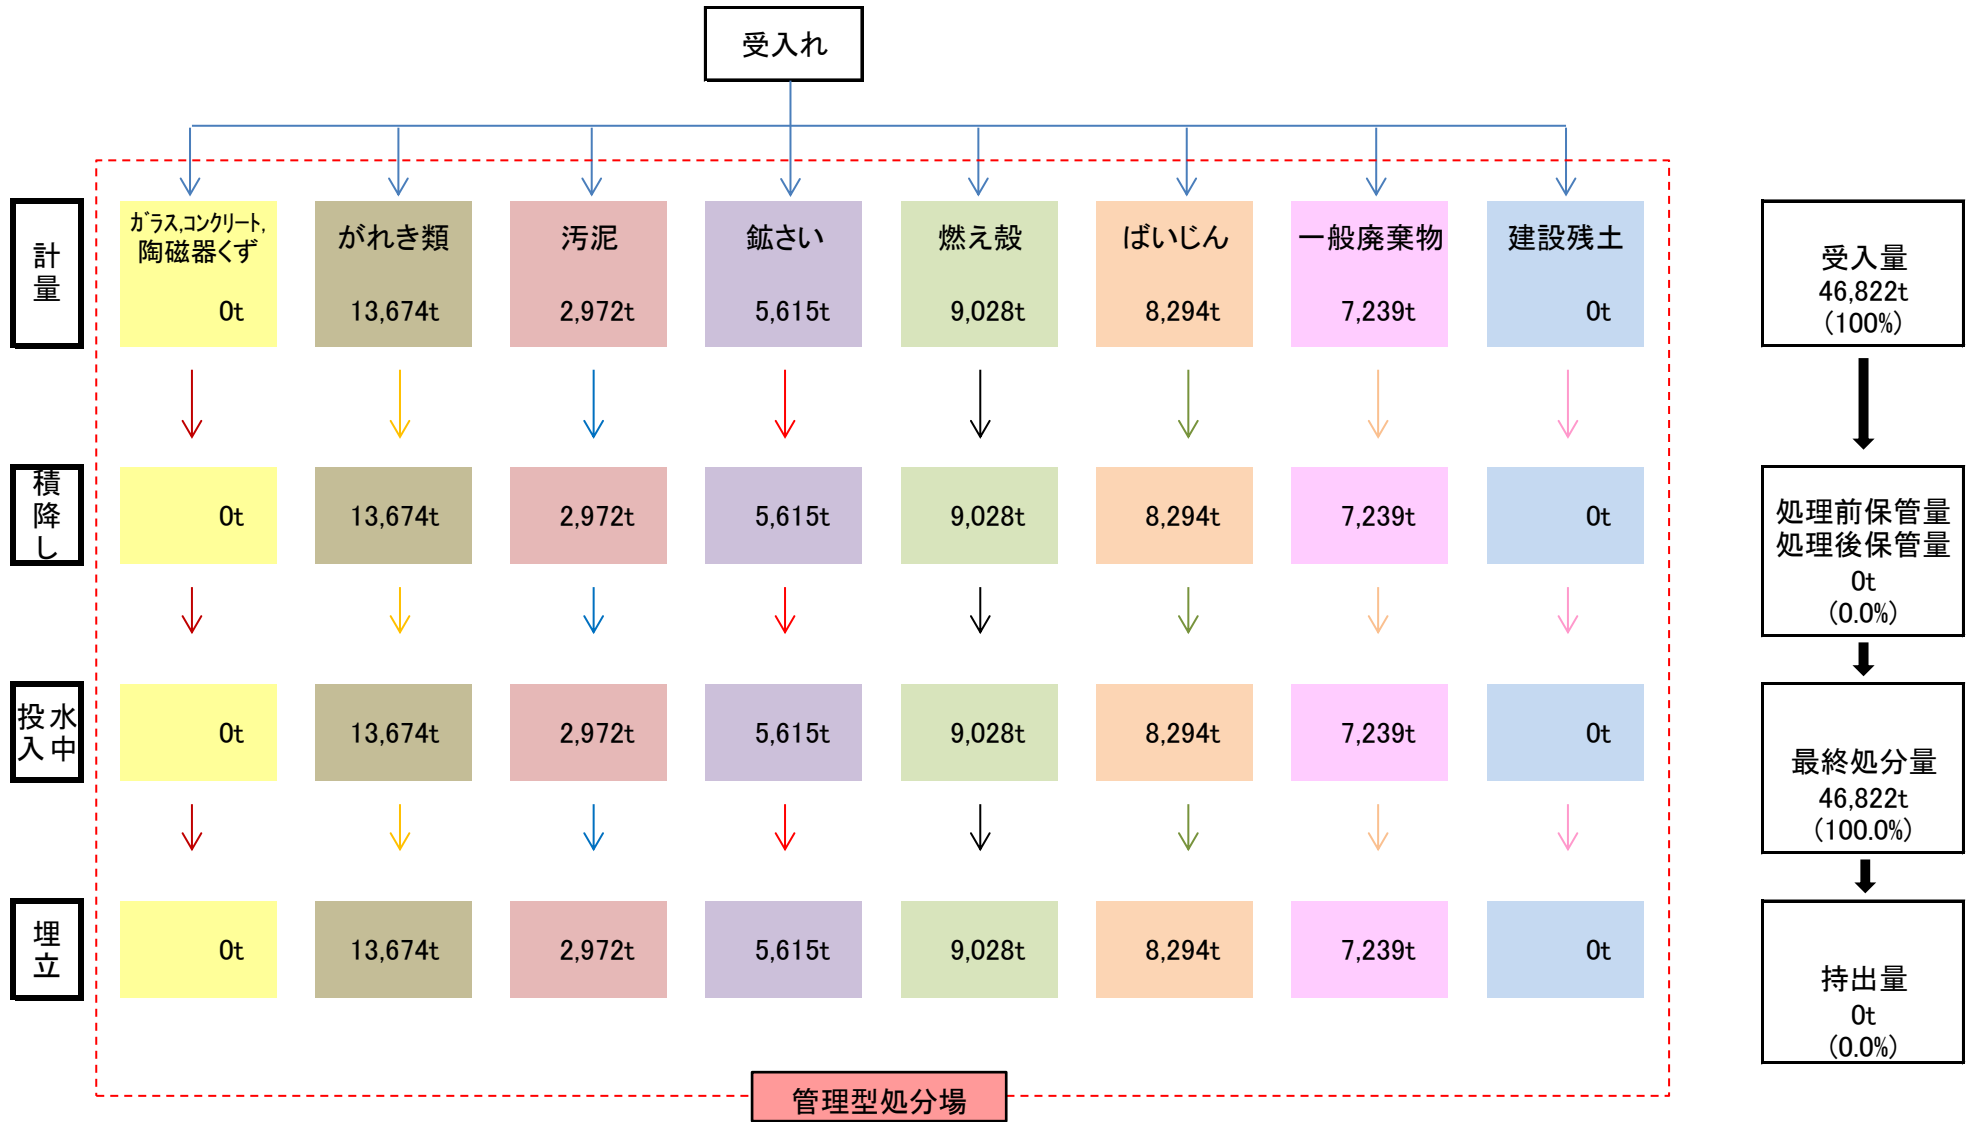 受入れ
計量
ガラス,コンクリート,
陶磁器くず
0t
がれき類
13,674t
汚泥
2,972t
鉱さい
5,615t
燃え殻
9,028t
ばいじん
8,294t
一般廃棄物
7,239t
建設残土
0t
受入量
46,822t
(100%)
積降し
0t
13,674t
2,972t
5,615t
9,028t
8,294t
7,239t
0t
処理前保管量
処理後保管量
0t
(0.0%)
水中
投入
0t
13,674t
2,972t
5,615t
9,028t
8,294t
7,239t
0t
最終処分量
46,822t
(100.0%)
埋立
0t
13,674t
2,972t
5,615t
9,028t
8,294t
7,239t
0t
持出量
0t
(0.0%)
管理型処分場